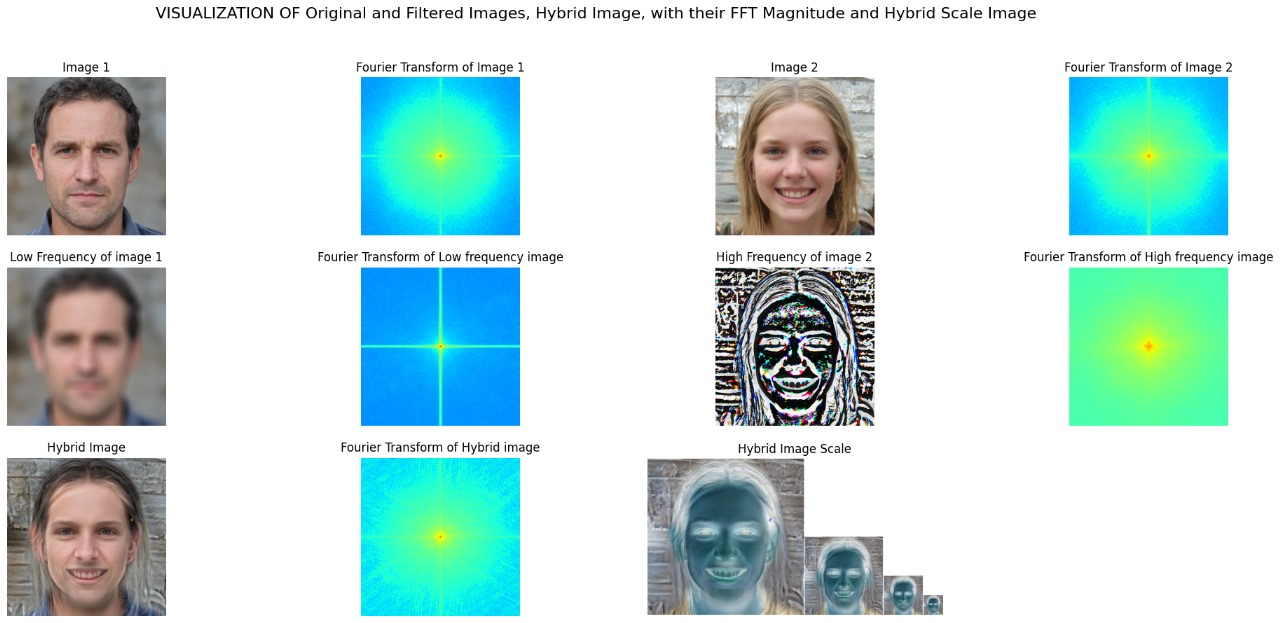 VISUALIZATION OF Original and Filtered Images, Hybrid Image, with their FFT Magnitude and Hybrid Scale Image
Image 1
Fourier Transform of Image 1
Image 2
Fourier Transform of Image 2
Low Frequency of image 1
Fourier Transform of Low frequency image
High Frequency of image 2
Fourier Transform of High frequency image
Hybrid Image
Fourier Transform of Hybrid image
Hybrid Image Scale